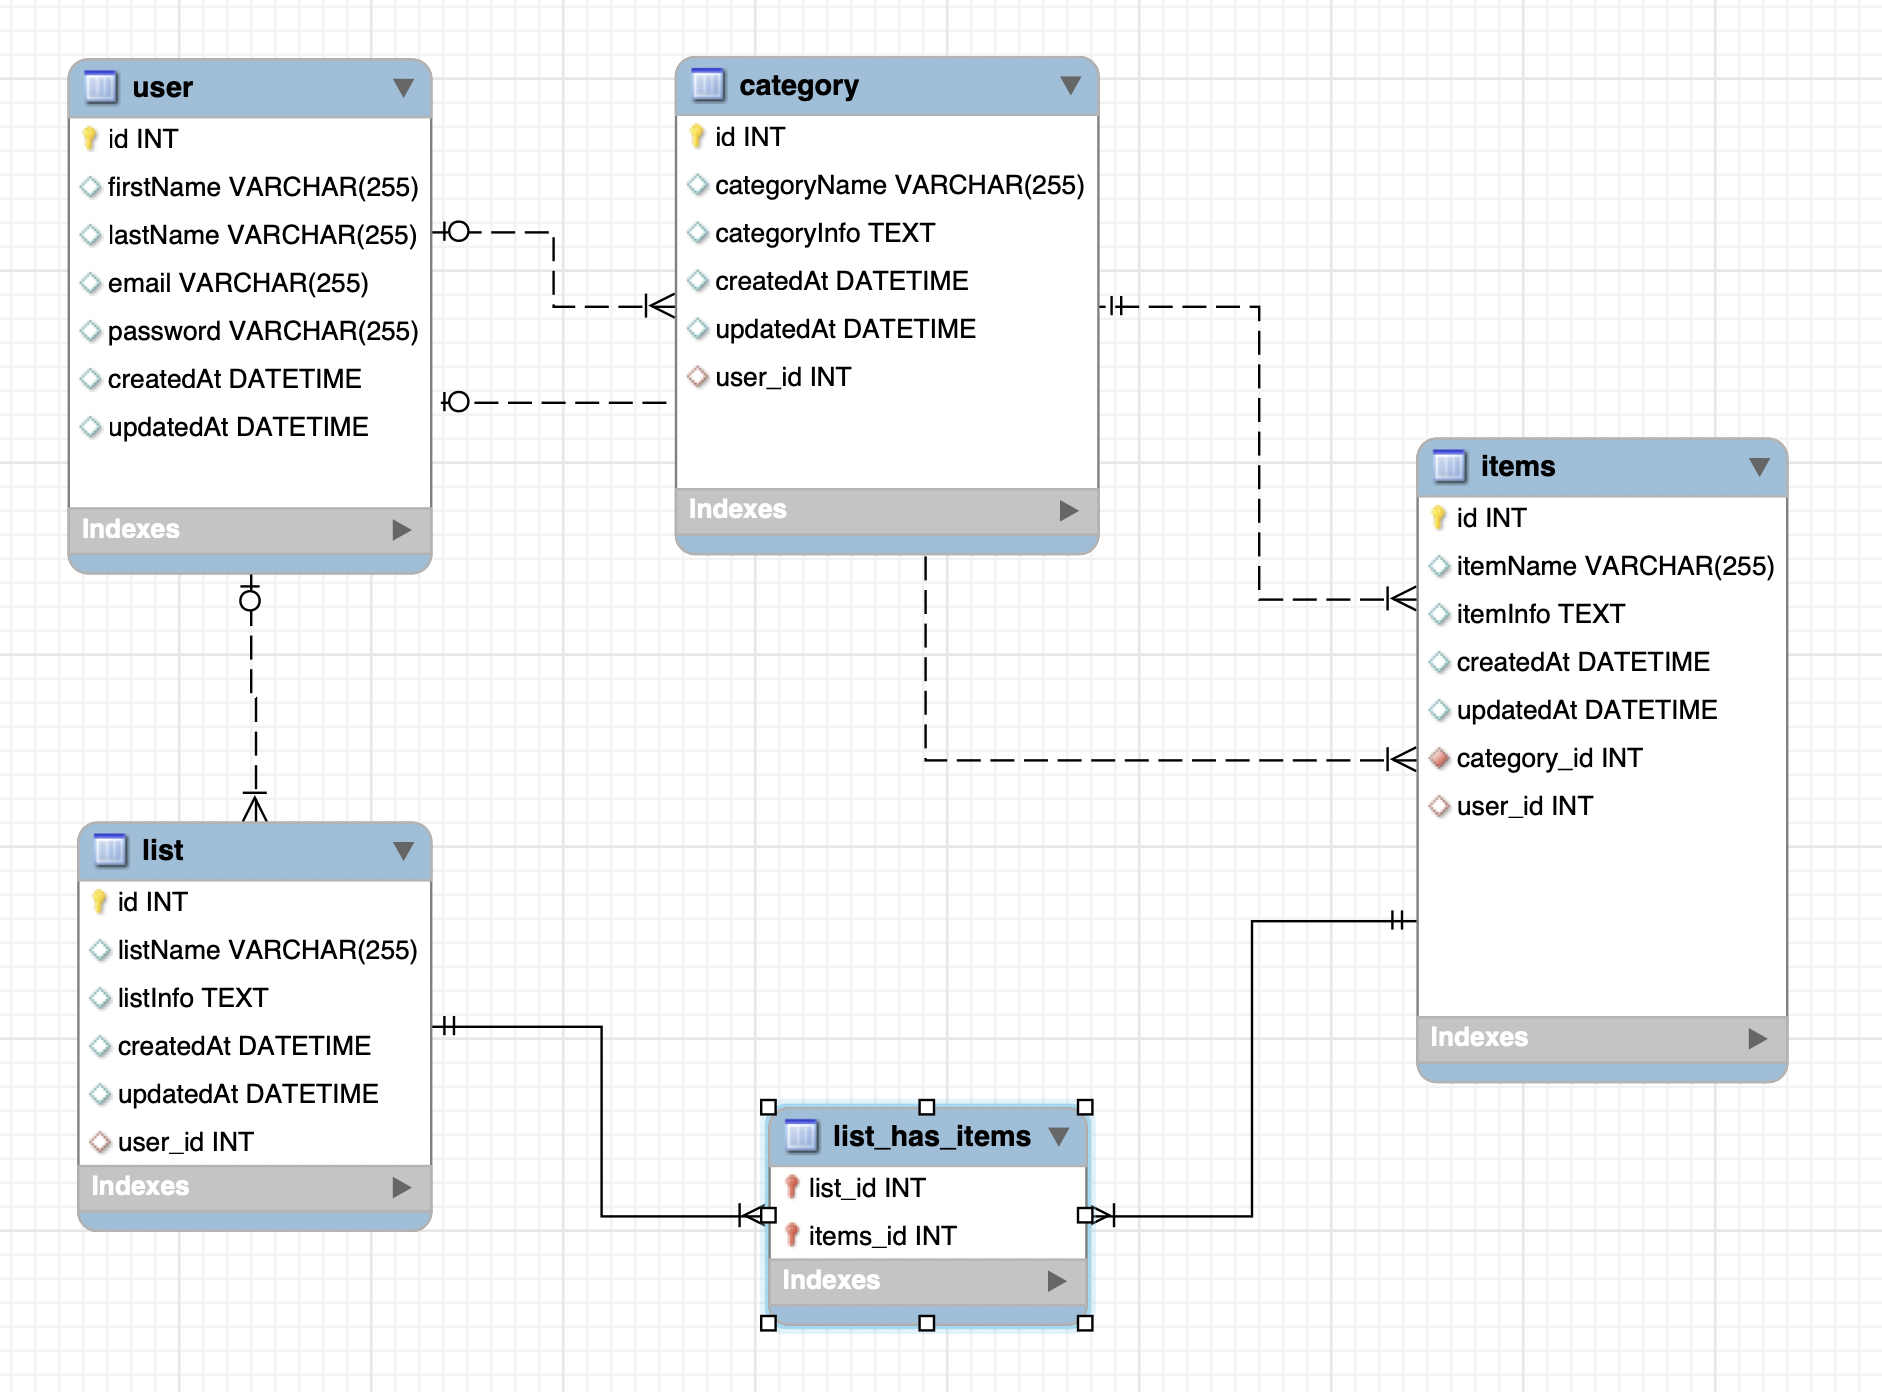 user
id INT
firstName VARCHAR(255)
lastName VARCHAR(255)
email VARCHAR(255)
password VARCHAR(255)
createdAt DATETIME
updatedAt DATETIME
Indexes
category
id INT
categoryName VARCHAR(255)
categoryInfo TEXT
createdAt DATETIME
updatedAt DATETIME
user_id INT
Indexes
items
id INT
itemName VARCHAR(255)
itemInfo TEXT
createdAt DATETIME
updatedAt DATETIME
category_id INT
user_id INT
Indexes
list
id INT
listName VARCHAR(255)
listInfo TEXT
createdAt DATETIME
updatedAt DATETIME
user_id INT
Indexes
list_has_items
list_id INT
items_id INT
Indexes